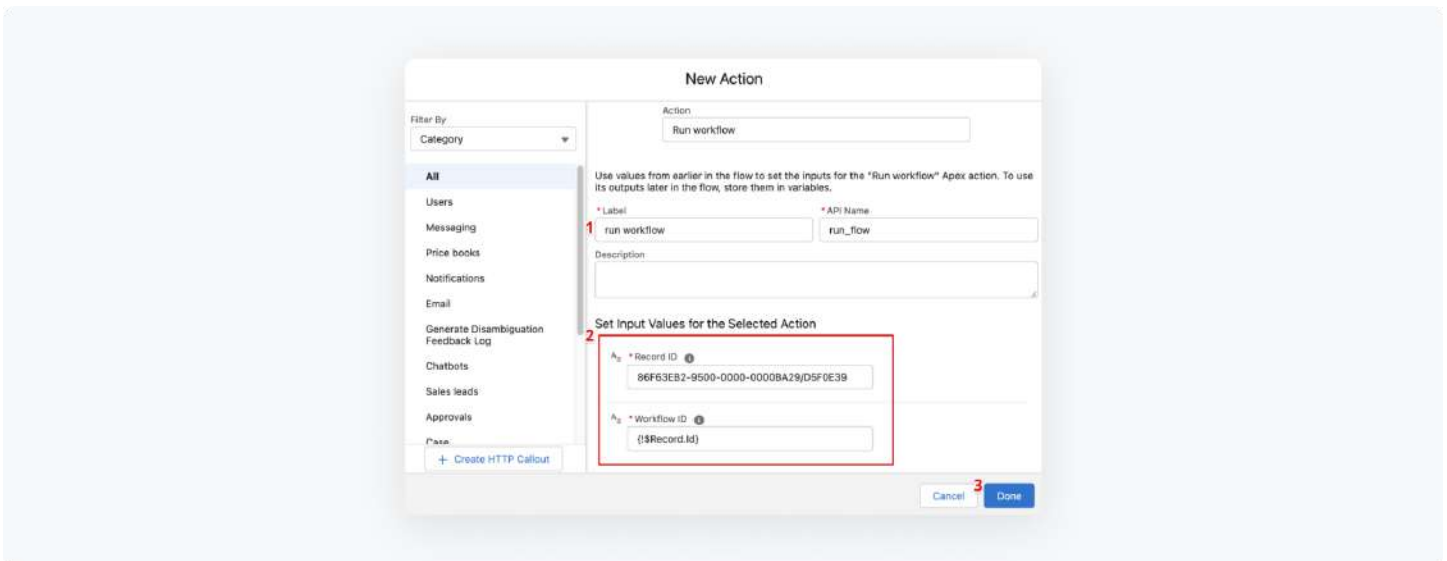 New Action
Filter By
Category
All
Users
Messaging
Price books
Notifications
Email
Generate Disambiguation
Feedback Log
Chatbots
Sales leads
Approvals
Case
+ Create HTTP Callout
Action
Run workflow
Use values from earlier in the flow to set the inputs for the "Run workflow" Apex action. To use
its outputs later in the flow, store them in variables.
* Label
* API Name
1
run workflow
run_flow
Description
Set Input Values for the Selected Action
2
* Record ID
86F63EB2-9500-0000-0000BA29/D5F0E39
* Workflow ID
{!$Record.Id}
Cancel
3
Done